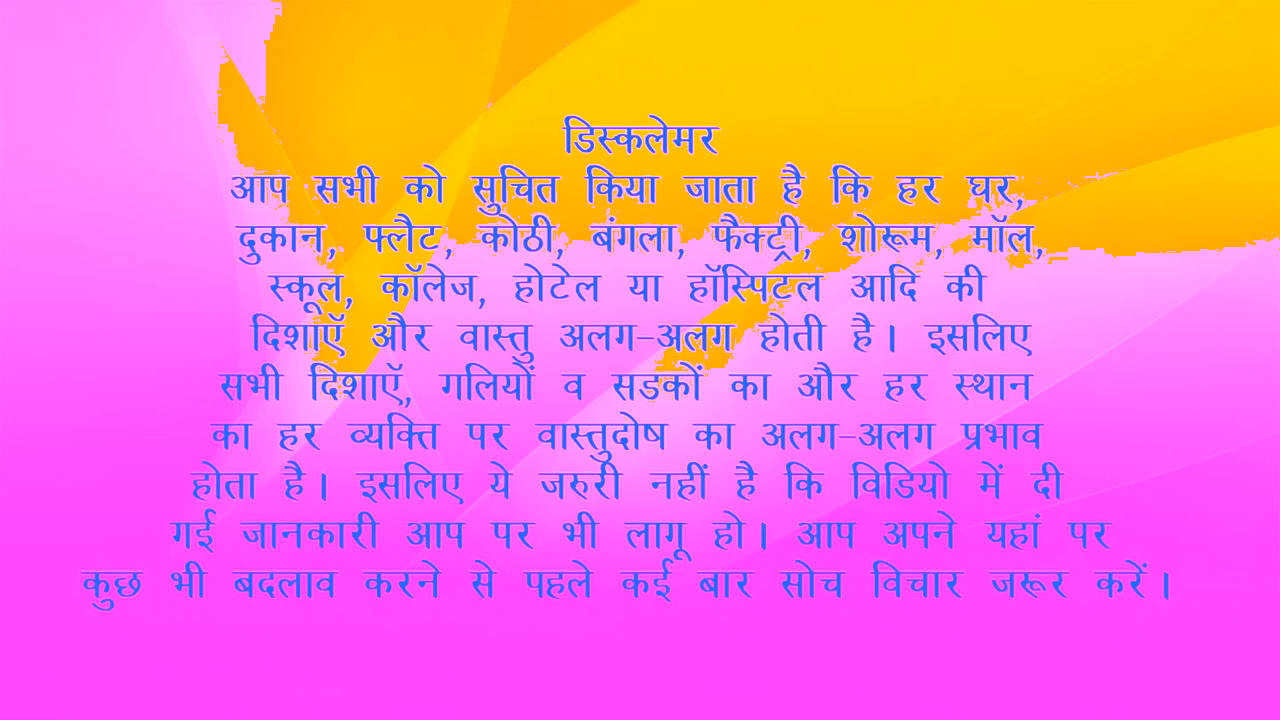 डिस्कलेमर
आप सभी को सुचित किया जाता है कि हर घर,
दुकान, फ्लैट, कोठी, बंगला, फैक्ट्री, शोरूम, मॉल,
स्कूल, कॉलेज, होटेल या हॉस्पिटल आदि की
दिशाऍ और वास्तु अलग-अलग होती है। इसलिए
सभी दिशाऍ, गलियों व सडकों का और हर स्थान
का हर व्यक्ति पर वास्तुदोष का अलग-अलग प्रभाव
होता है। इसलिए ये जरुरी नहीं है कि विडियो में दी
गई जानकारी आप पर भी लागू हो। आप अपने यहां पर
कुछ भी बदलाव करने से पहले कई बार सोच विचार जरूर करें।